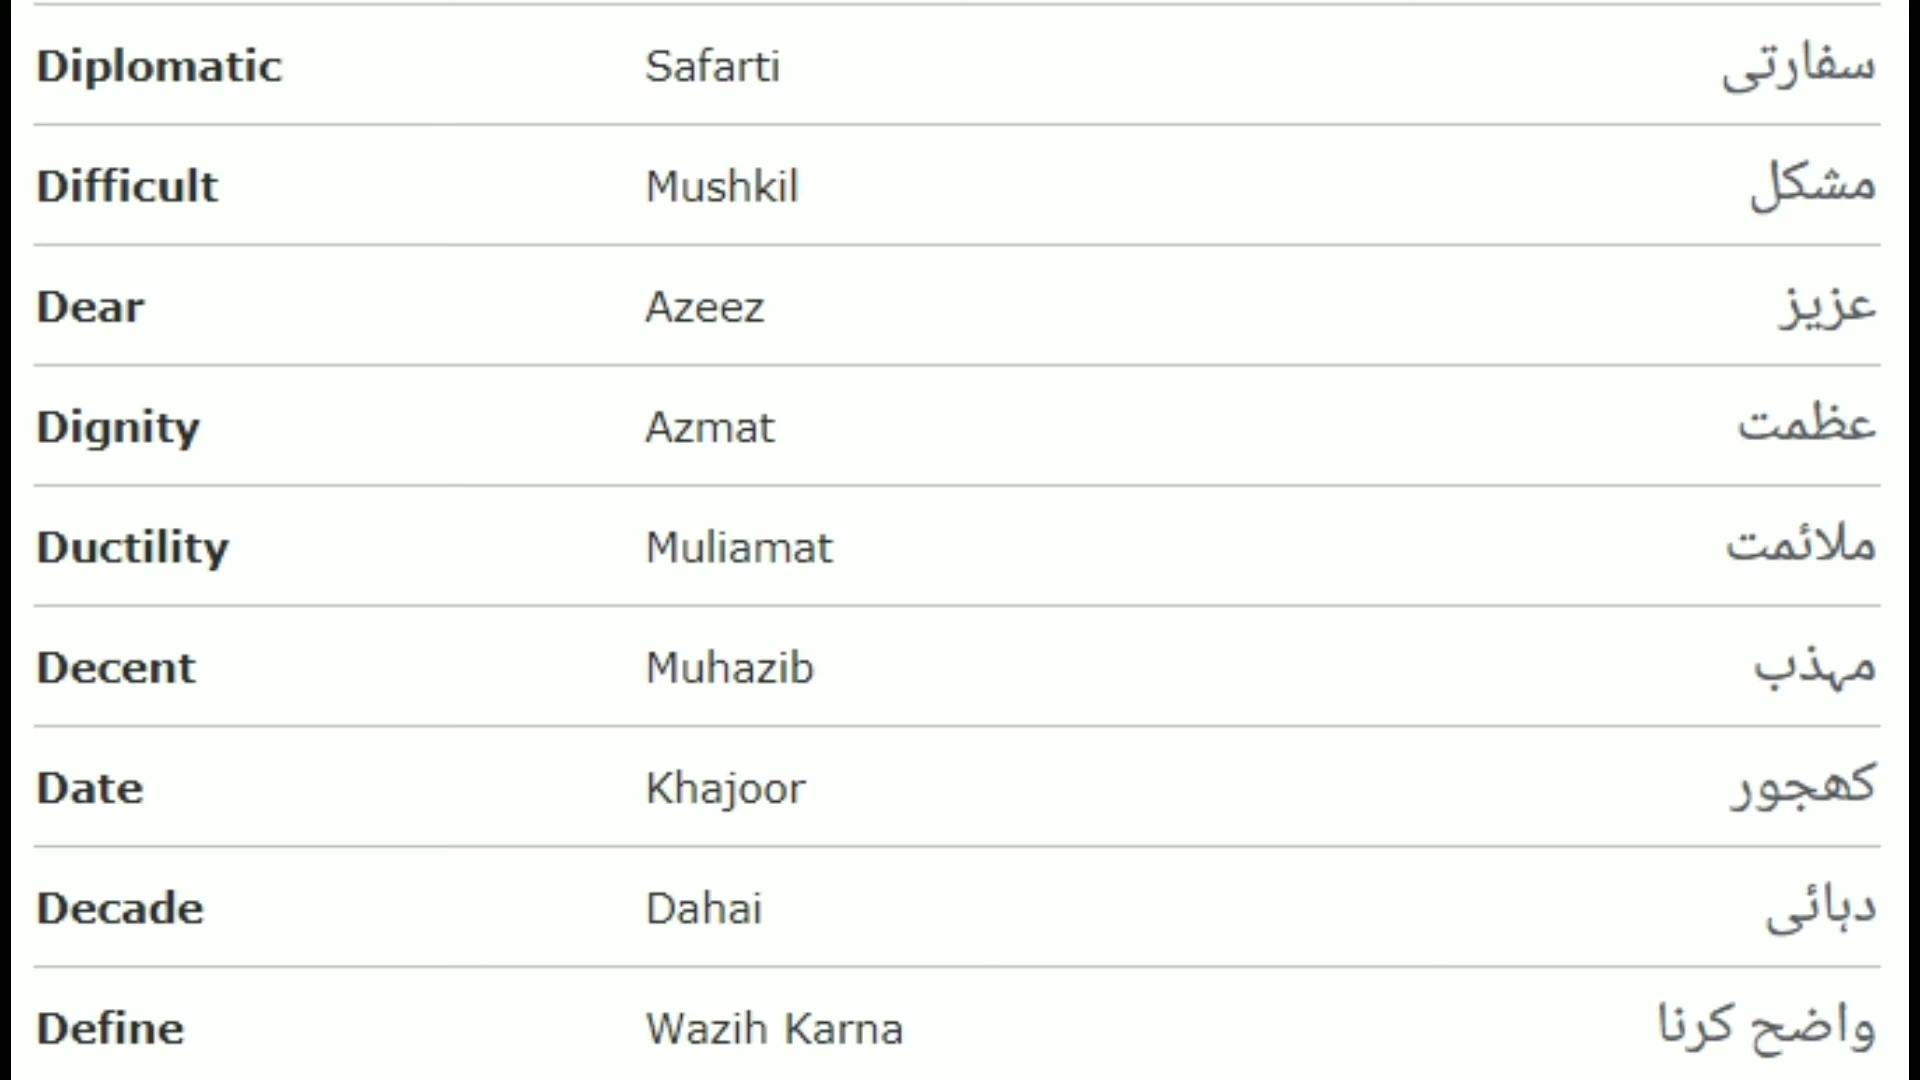 Diplomatic Safarti سفارتی
Difficult Mushkil مشکل
Dear Azeez عزیز
Dignity Azmat عظمت
Ductility Muliamat ملائمت
Decent Muhazib مہذب
Date Khajoor کھجور
Decade Dahai دہائی
Define Wazih Karna واضح کرنا